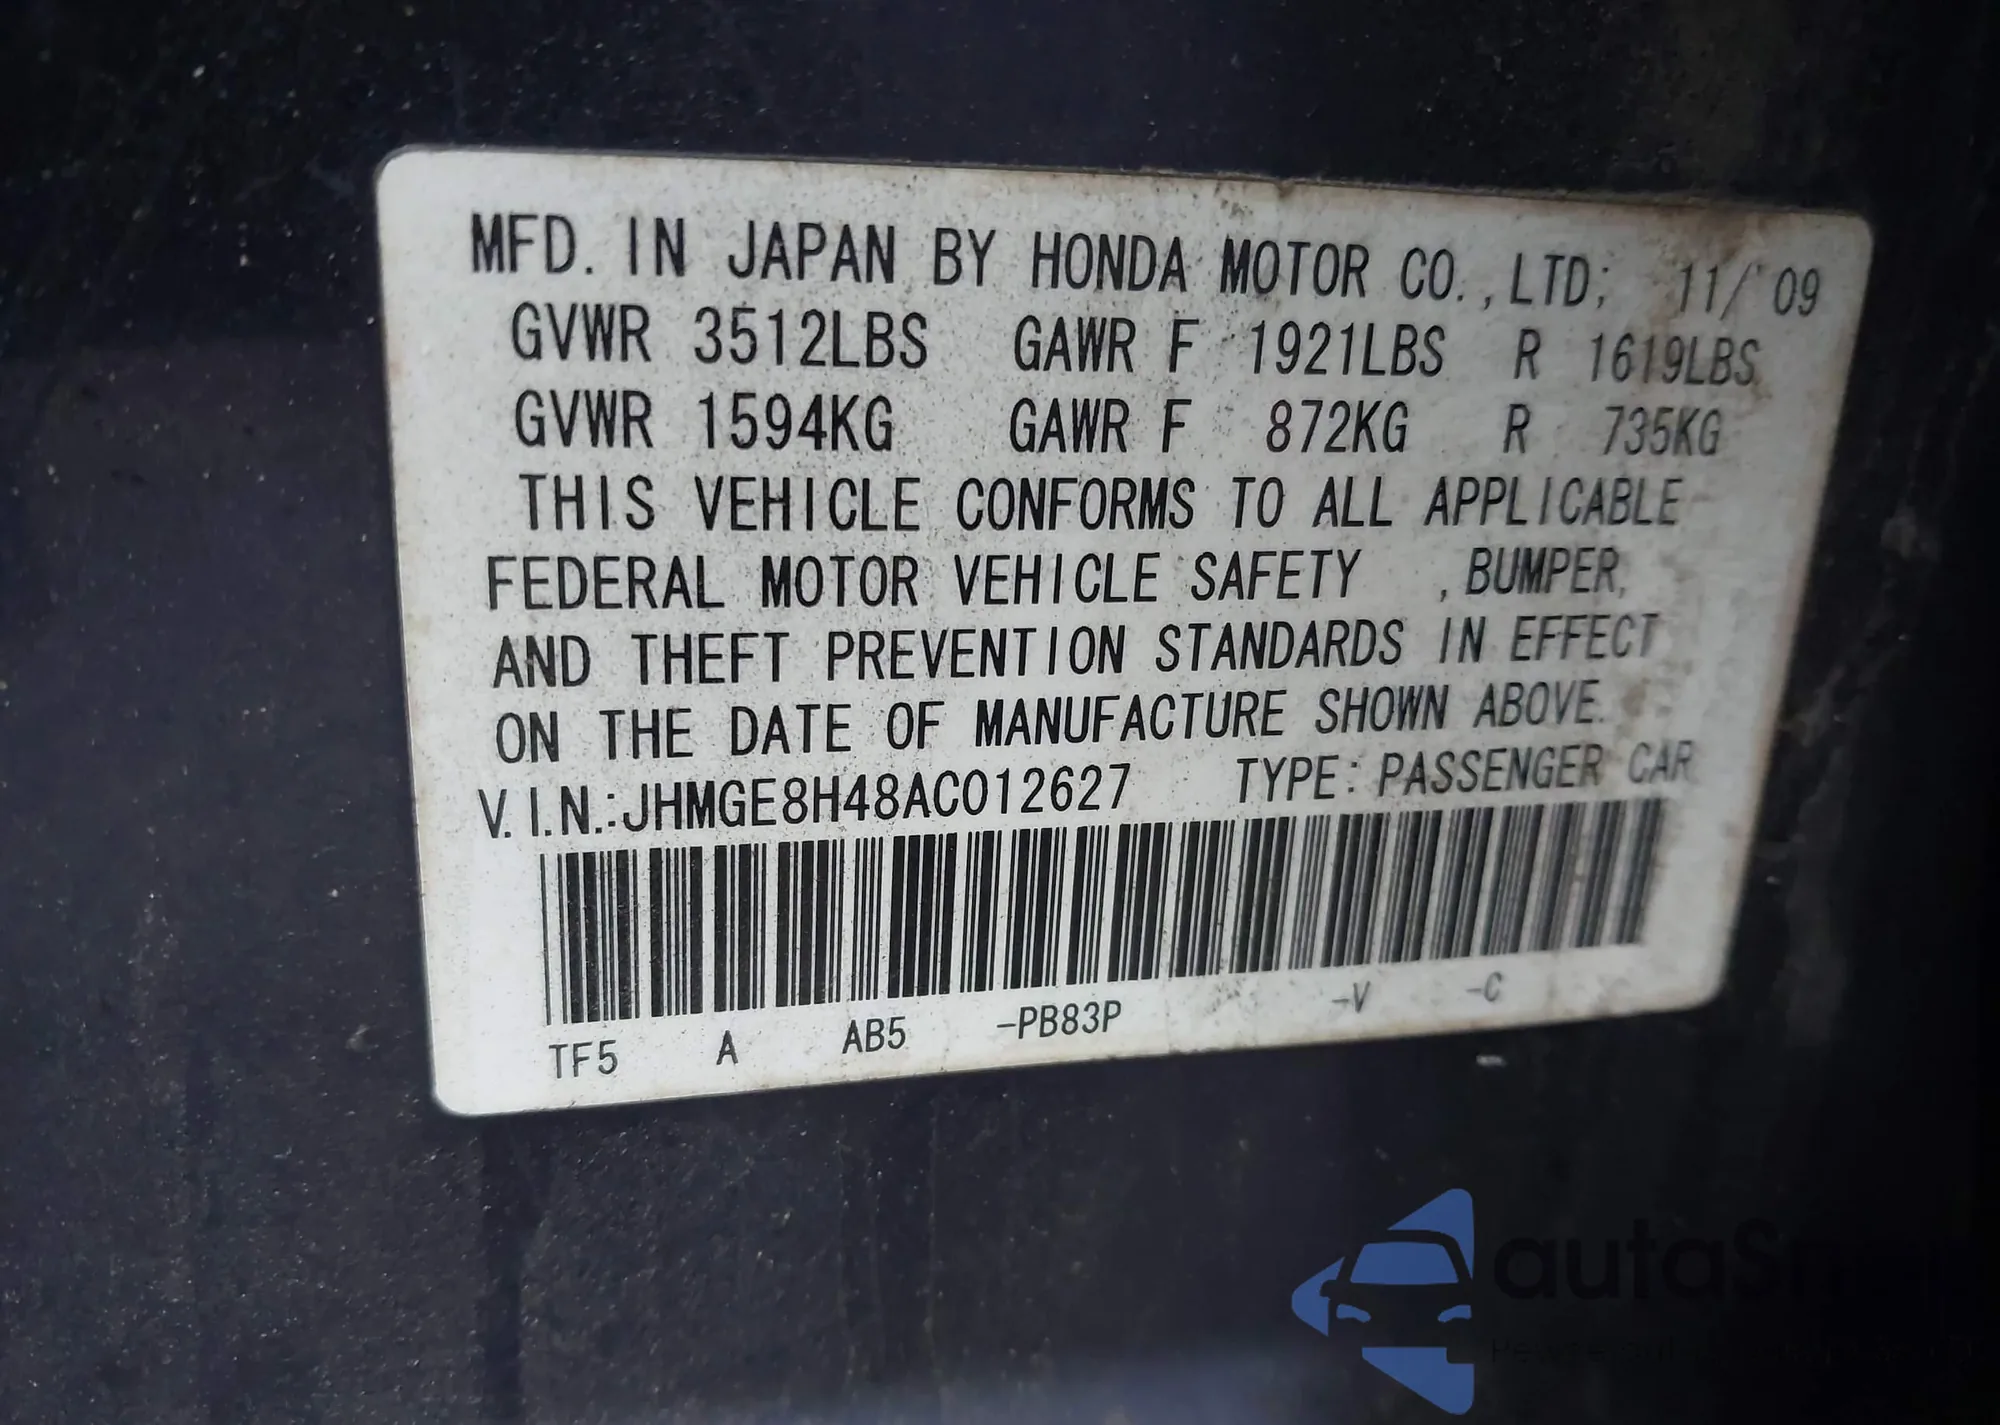 MFD. IN JAPAN BY HONDA MOTOR CO., LTD; 11/'09
GVWR 3512LBS GAWR F 1921LBS R 1619LBS
GVWR 1594KG GAWR F 872KG R 735KG
THIS VEHICLE CONFORMS TO ALL APPLICABLE
FEDERAL MOTOR VEHICLE SAFETY , BUMPER,
AND THEFT PREVENTION STANDARDS IN EFFECT
ON THE DATE OF MANUFACTURE SHOWN ABOVE.
V.I.N.:JHMGE8H48AC012627 TYPE: PASSENGER CAR
TF5 A AB5 -PB83P -V -C